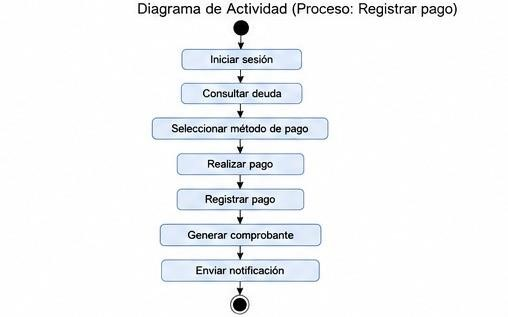 Diagrama de Actividad (Proceso: Registrar pago)
Iniciar sesión
Consultar deuda
Seleccionar método de pago
Realizar pago
Registrar pago
Generar comprobante
Enviar notificación